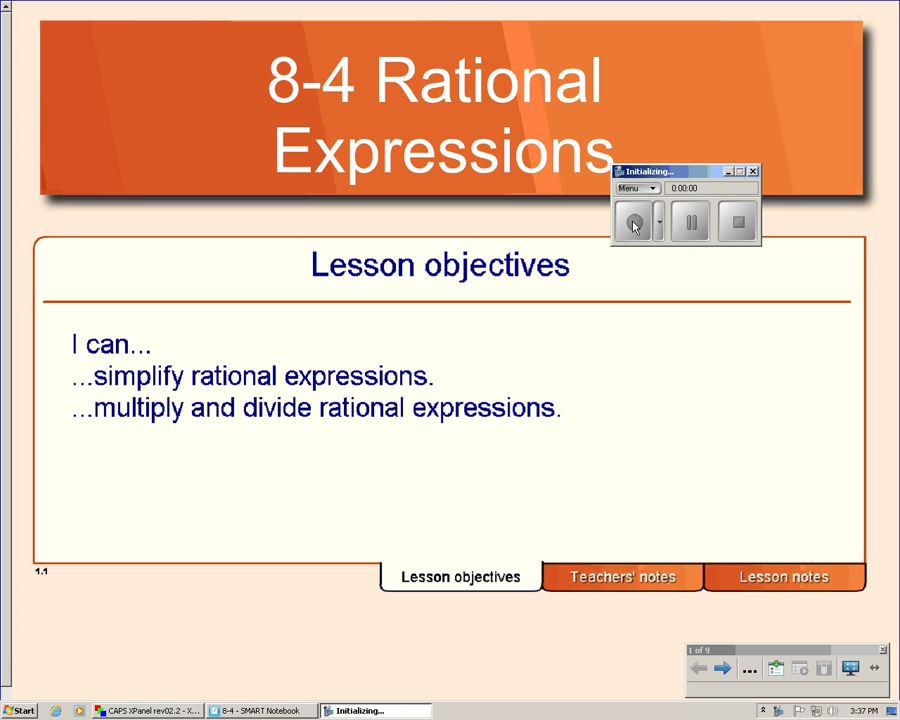 8-4 Rational
Expressions
Initializing...
Menu
0:00:00
Lesson objectives
I can...
...simplify rational expressions.
...multiply and divide rational expressions.
1.1
Lesson objectives
Teachers' notes
Lesson notes
1 of 9
...
Start
CAPS XPanel rev02.2 - X...
8-4 - SMART Notebook
Initializing...
3:37 PM